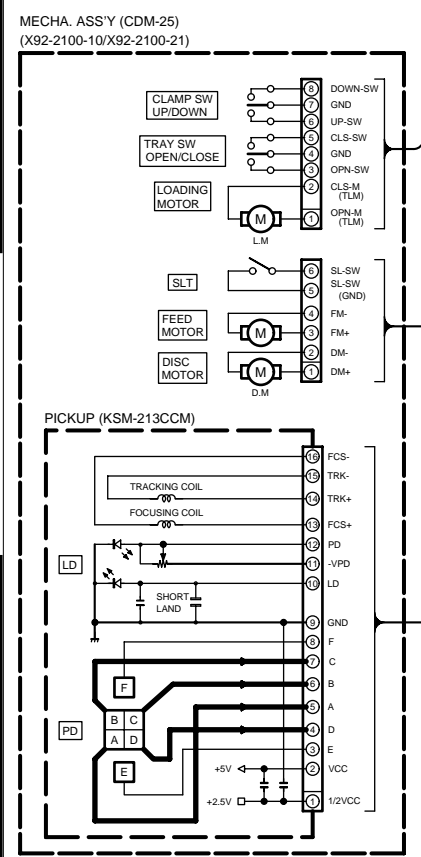 MECHA. ASS'Y (CDM-25)
(X92-2100-10/X92-2100-21)
CLAMP SW
UP/DOWN
8 DOWN-SW
7 GND
6 UP-SW
TRAY SW
OPEN/CLOSE
5 CLS-SW
4 GND
3 OPN-SW
LOADING
MOTOR
M
L.M
2 CLS-M
(TLM)
1 OPN-M
(TLM)
SLT
6 SL-SW
5 SL-SW
(GND)
FEED
MOTOR
M
4 FM-
3 FM+
DISC
MOTOR
M
D.M
2 DM-
1 DM+
PICKUP (KSM-213CCM)
16 FCS-
15 TRK-
TRACKING COIL
14 TRK+
FOCUSING COIL
13 FCS+
12 PD
11 -VPD
LD
10 LD
SHORT
LAND
9 GND
8 F
7 C
F
6 B
5 A
B C
A D
PD
4 D
E
3 E
+5V
2 VCC
+2.5V
1 1/2VCC